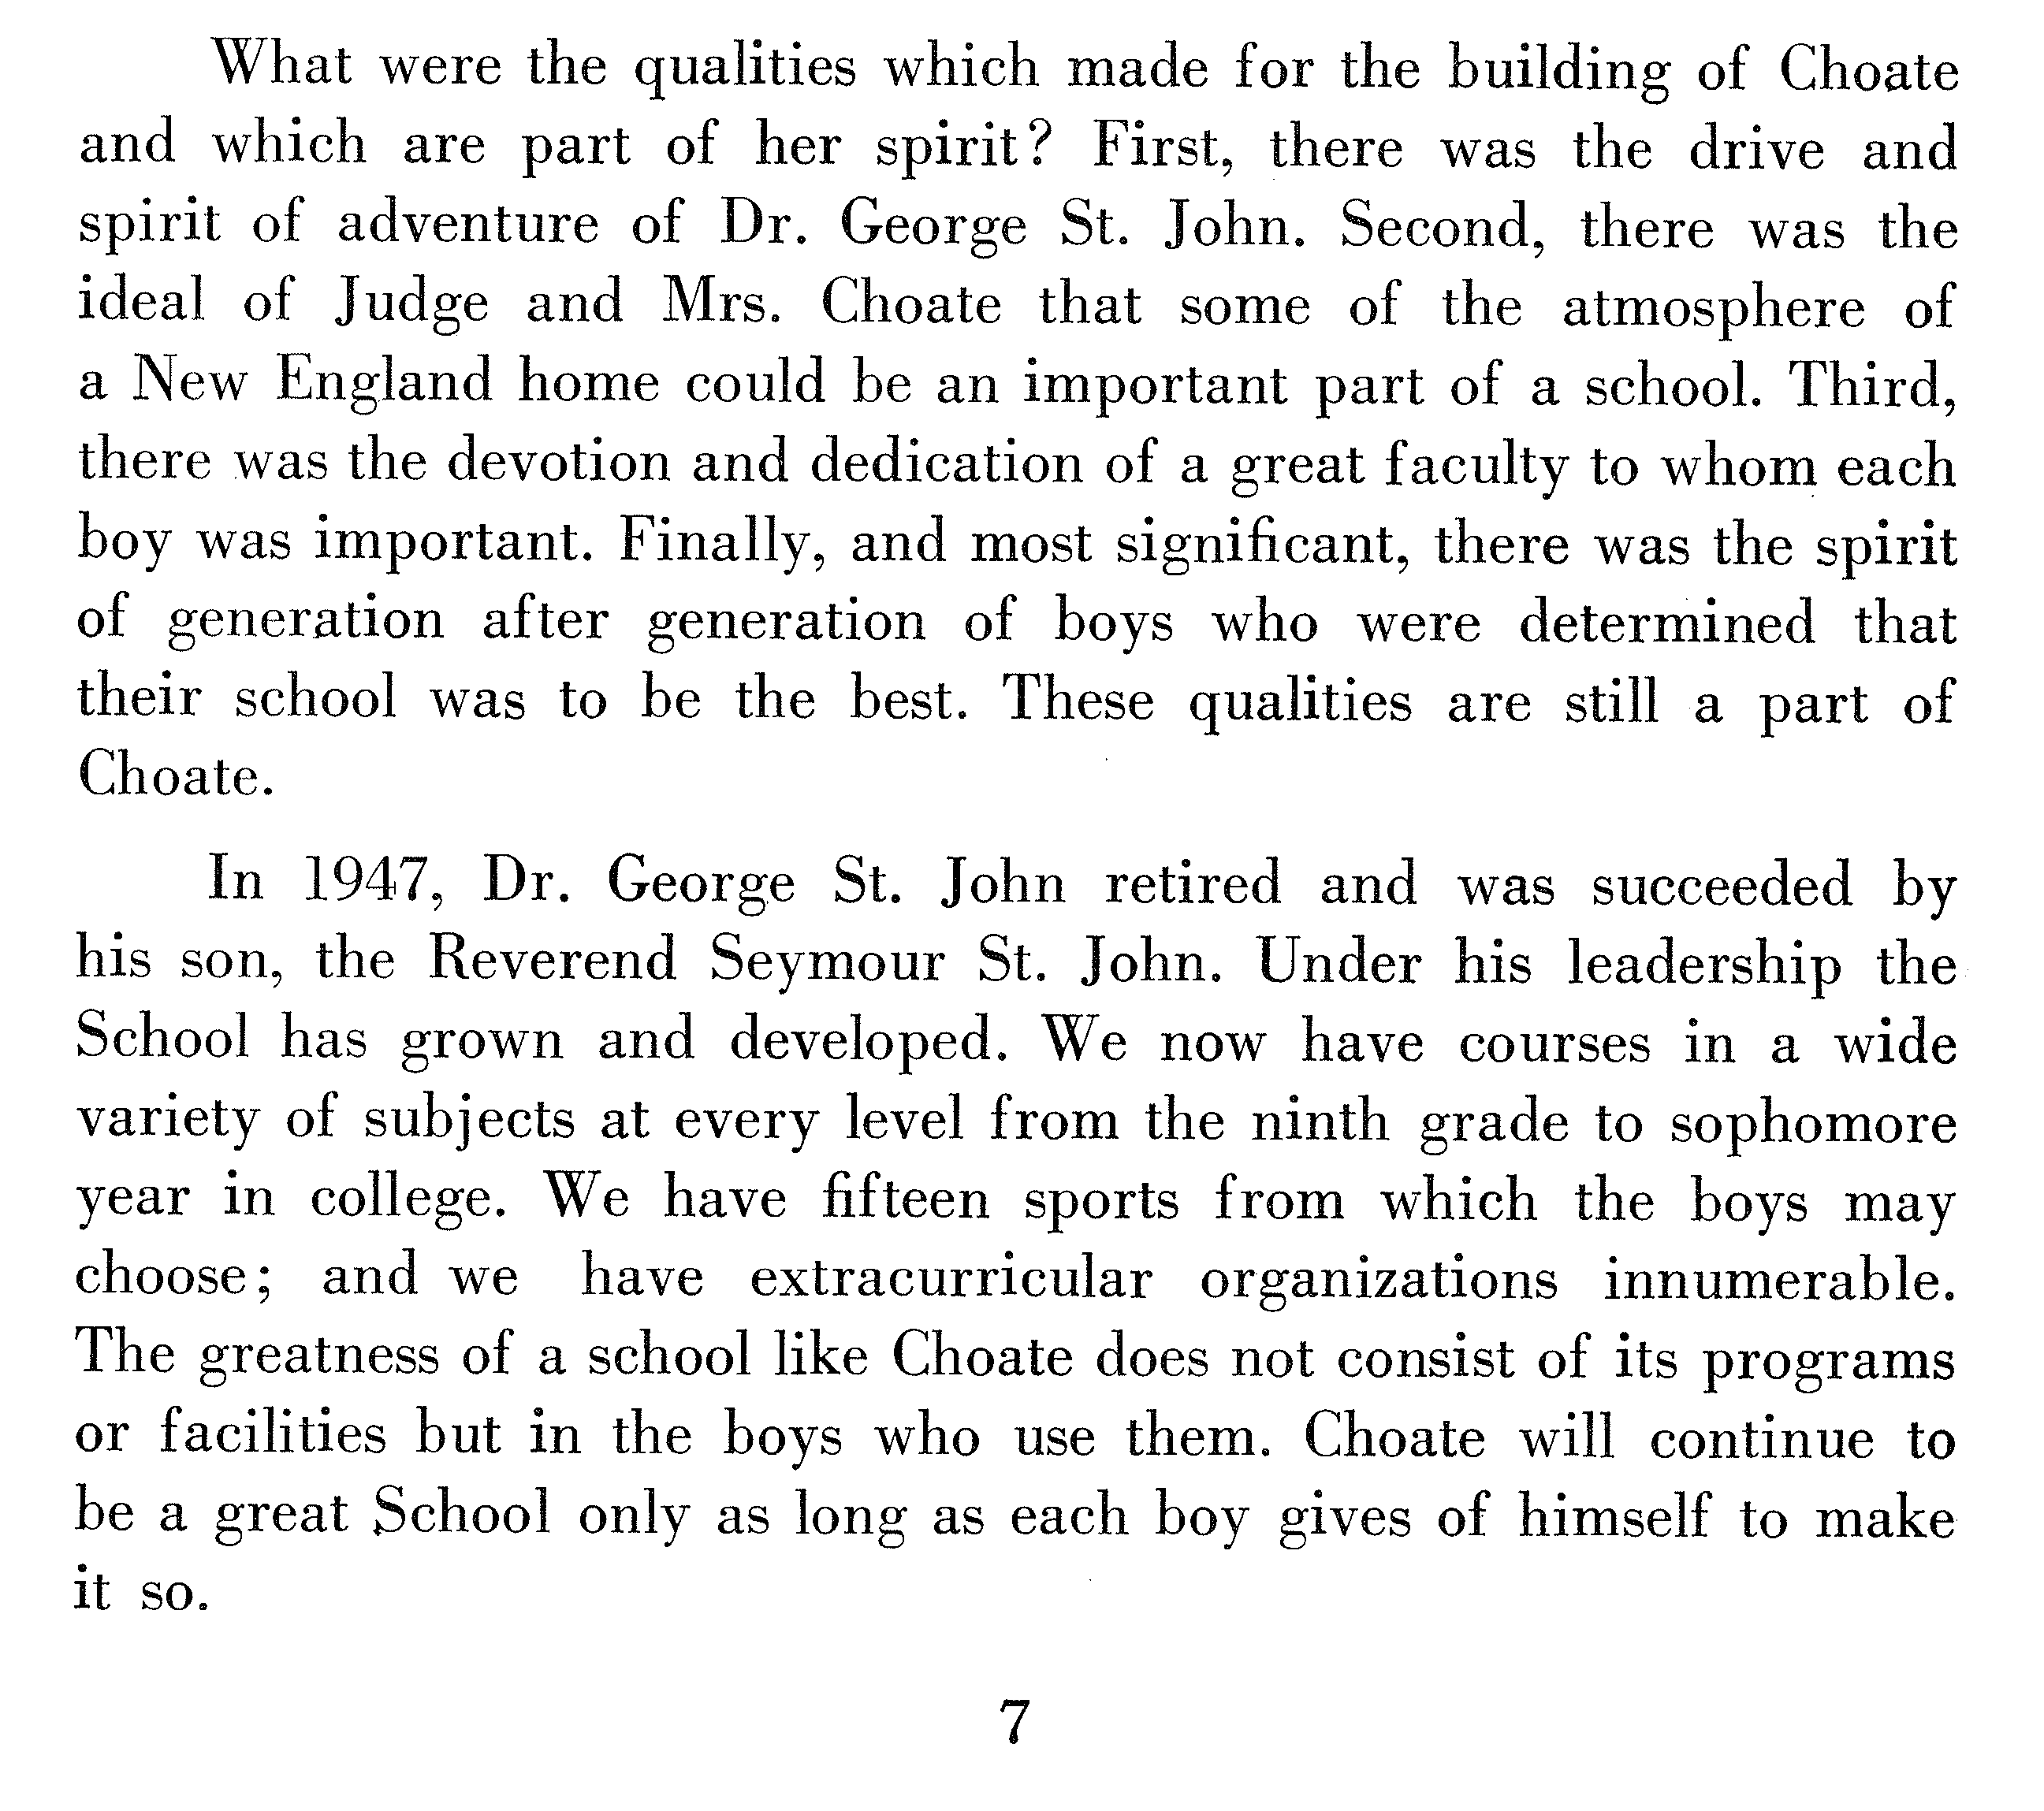 What were the qualities which made for the building of Choate
and which are part of her spirit? First, there was the drive and
spirit of adventure of Dr. George St. John. Second, there was the
ideal of Judge and Mrs. Choate that some of the atmosphere of
a New England home could be an important part of a school. Third,
there was the devotion and dedication of a great faculty to whom each
boy was important. Finally, and most significant, there was the spirit
of generation after generation of boys who were determined that
their school was to be the best. These qualities are still a part of
Choate.
In 1947, Dr. George St. John retired and was succeeded by
his son, the Reverend Seymour St. John. Under his leadership the
School has grown and developed. We now have courses in a wide
variety of subjects at every level from the ninth grade to sophomore
year in college. We have fifteen sports from which the boys may
choose; and we have extracurricular organizations innumerable.
The greatness of a school like Choate does not consist of its programs
or facilities but in the boys who use them. Choate will continue to
be a great School only as long as each boy gives of himself to make
it so.
7